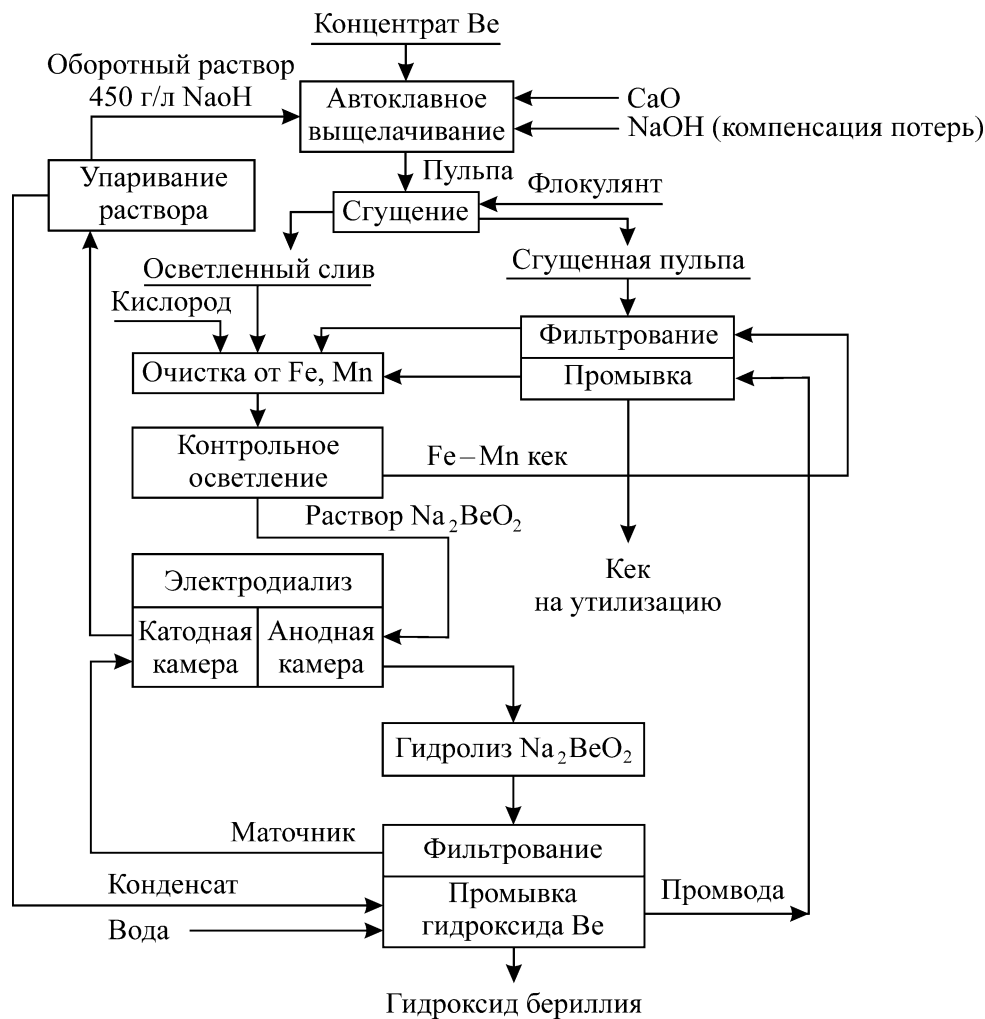 Концентрат Be
Оборотный раствор
450 г/л NaoH
Автоклавное
выщелачивание
CaO
NaOH (компенсация потерь)
Упаривание
раствора
Пульпа
Флокулянт
Сгущение
Осветленный слив
Сгущенная пульпа
Кислород
Фильтрование
Очистка от Fe, Mn
Промывка
Контрольное
осветление
Fe–Mn кек
Раствор Na₂BeO₂
Кек
на утилизацию
Электродиализ
Катодная
камера
Анодная
камера
Гидролиз Na₂BeO₂
Маточник
Фильтрование
Конденсат
Промывка
гидроксида Be
Промвода
Вода
Гидроксид бериллия